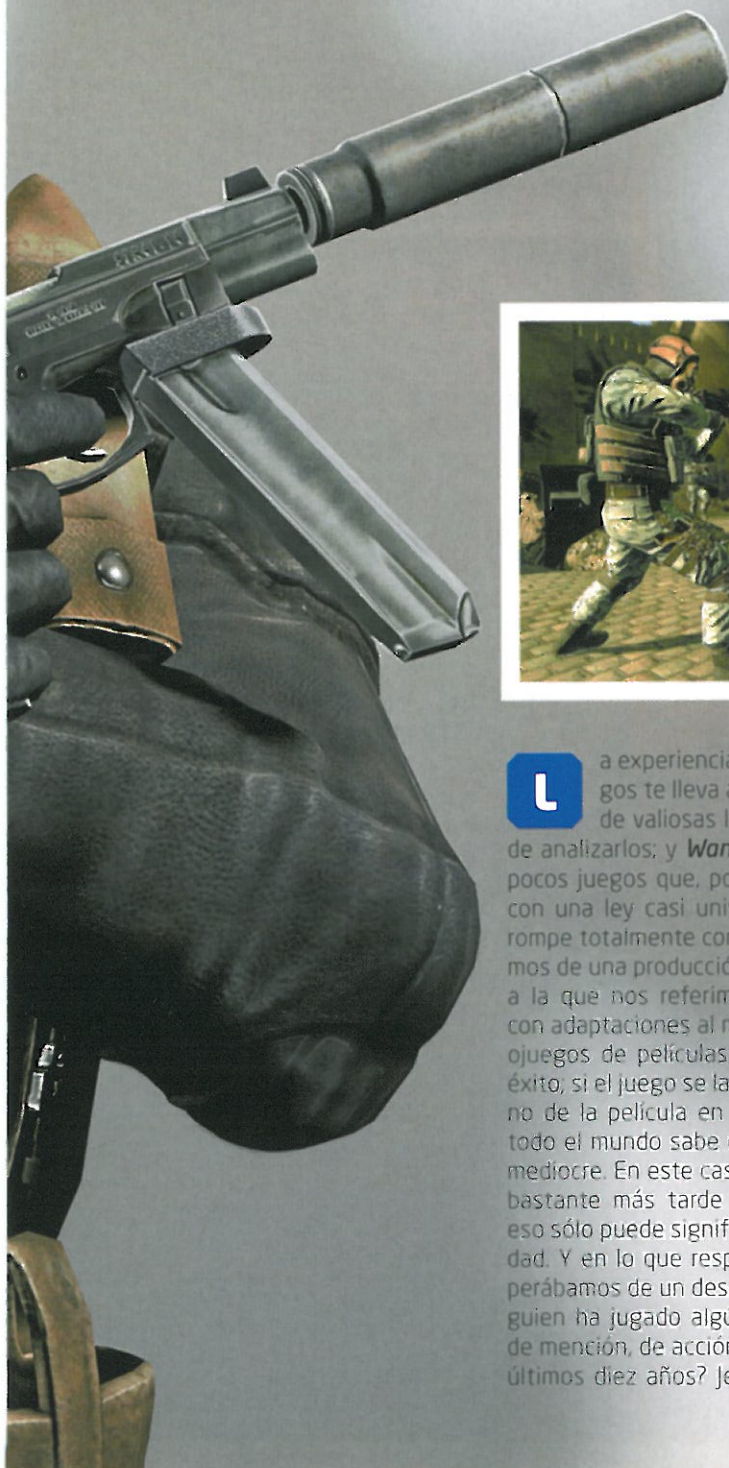 La experiencia
gos te lleva a
de valiosas l
de analizarlos; y Wan
pocos juegos que, po
con una ley casi uni
rompe totalmente con
mos de una producció
a la que nos referim
con adaptaciones al
ojuegos de películas
éxito; si el juego se la
no de la película en
todo el mundo sabe
mediocre. En este cas
bastante más tarde
eso sólo puede signif
dad. Y en lo que resp
perábamos de un des
guien ha jugado algú
de mención, de acción
últimos diez años? Je